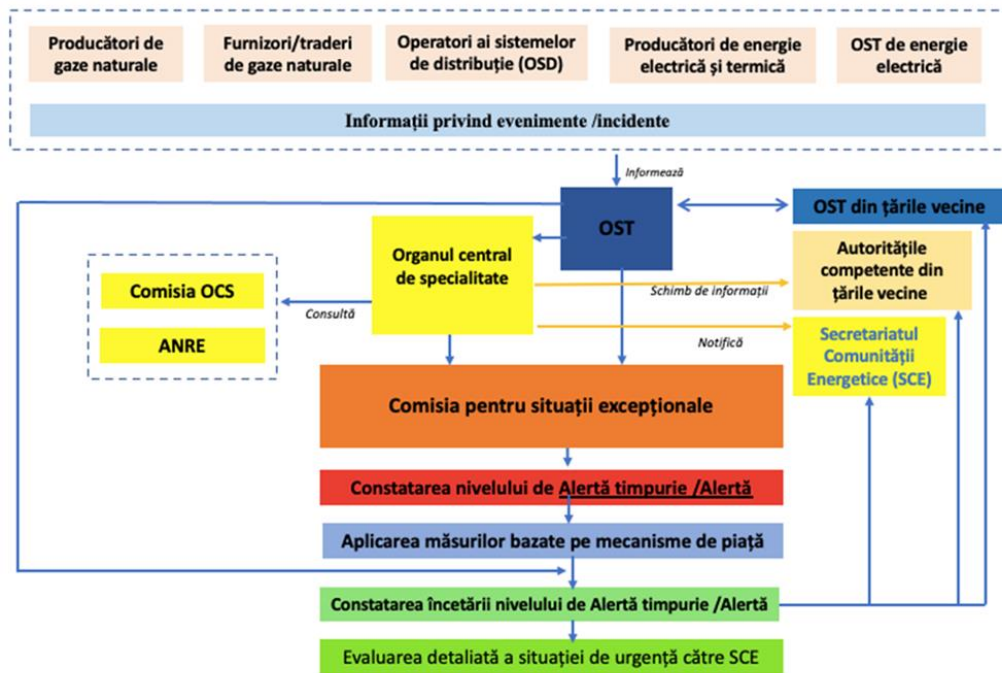 Producători de
gaze naturale
Furnizori/traderi
de gaze naturale
Operatori ai sistemelor
de distribuție (OSD)
Producători de energie
electrică și termică
OST de energie
electrică
Informații privind evenimente /incidente
Informează
OST
OST din țările vecine
Organul central
de specialitate
Autoritățile
competente din
țările vecine
Schimb de informații
Comisia OCS
Consultă
ANRE
Notifică
Secretariatul
Comunității
Energetice (SCE)
Comisia pentru situații excepționale
Constatarea nivelului de Alertă timpurie /Alertă
Aplicarea măsurilor bazate pe mecanisme de piață
Constatarea încetării nivelului de Alertă timpurie /Alertă
Evaluarea detaliată a situației de urgență către SCE